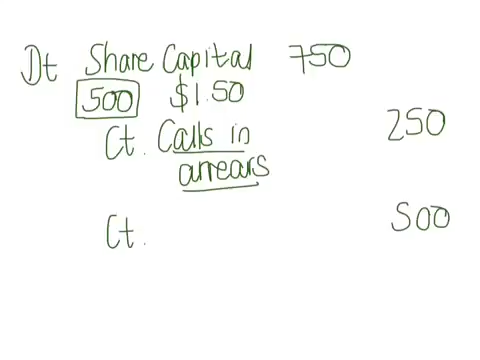 Dt Share Capital 750
500 $1.50
Ct. Calls in 250
arrears
Ct. 500